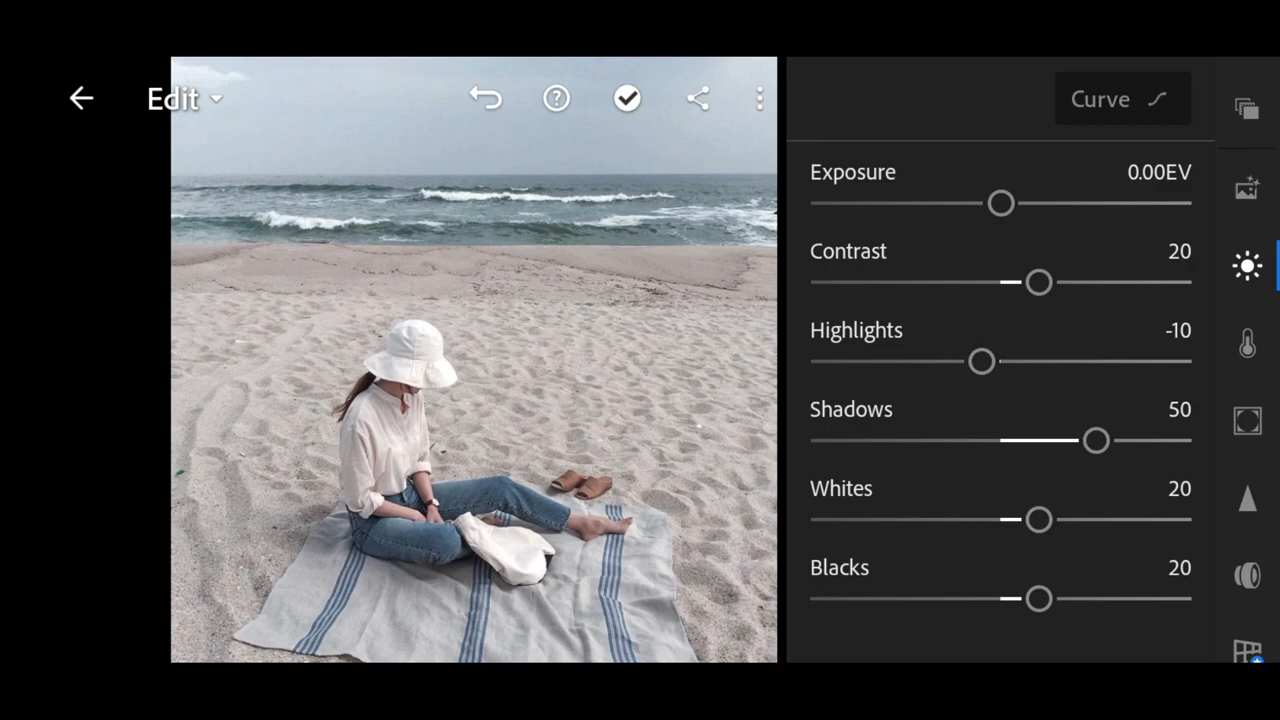 Edit
Curve
Exposure 0.00EV
Contrast 20
Highlights -10
Shadows 50
Whites 20
Blacks 20